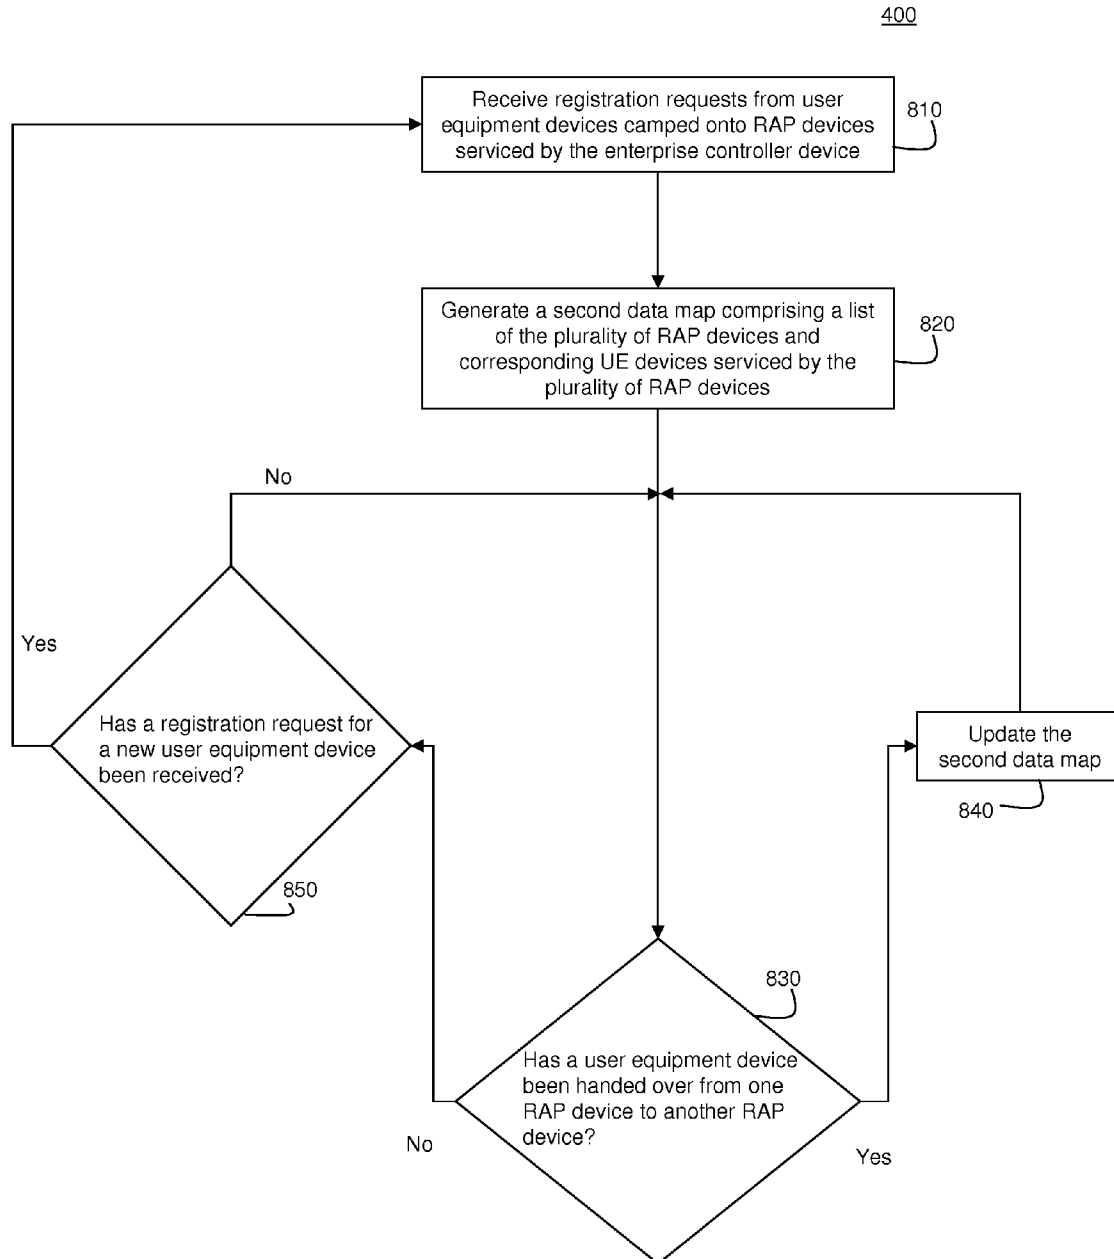 400
Receive registration requests from user
equipment devices camped onto RAP devices
serviced by the enterprise controller device
810
Generate a second data map comprising a list
of the plurality of RAP devices and
corresponding UE devices serviced by the
plurality of RAP devices
820
No
Yes
Has a registration request for
a new user equipment device
been received?
850
Update the
second data map
840
830
Has a user equipment device
been handed over from one
RAP device to another RAP
device?
No
Yes